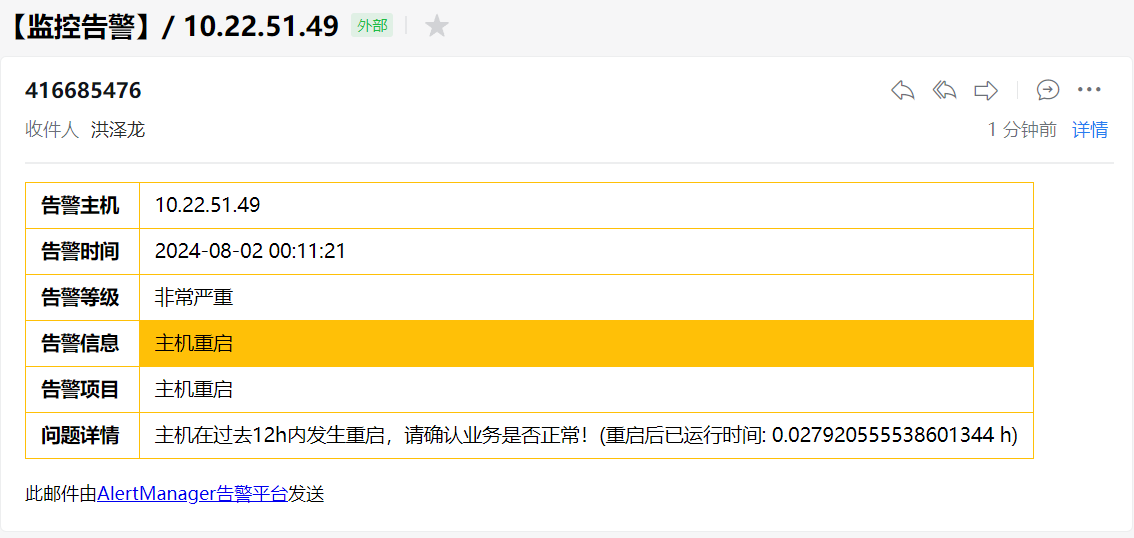 【监控告警】/ 10.22.51.49 外部
416685476
收件人 洪泽龙 1 分钟前 详情
告警主机 10.22.51.49
告警时间 2024-08-02 00:11:21
告警等级 非常严重
告警信息 主机重启
告警项目 主机重启
问题详情 主机在过去12h内发生重启，请确认业务是否正常！(重启后已运行时间: 0.027920555538601344 h)
此邮件由AlertManager告警平台发送